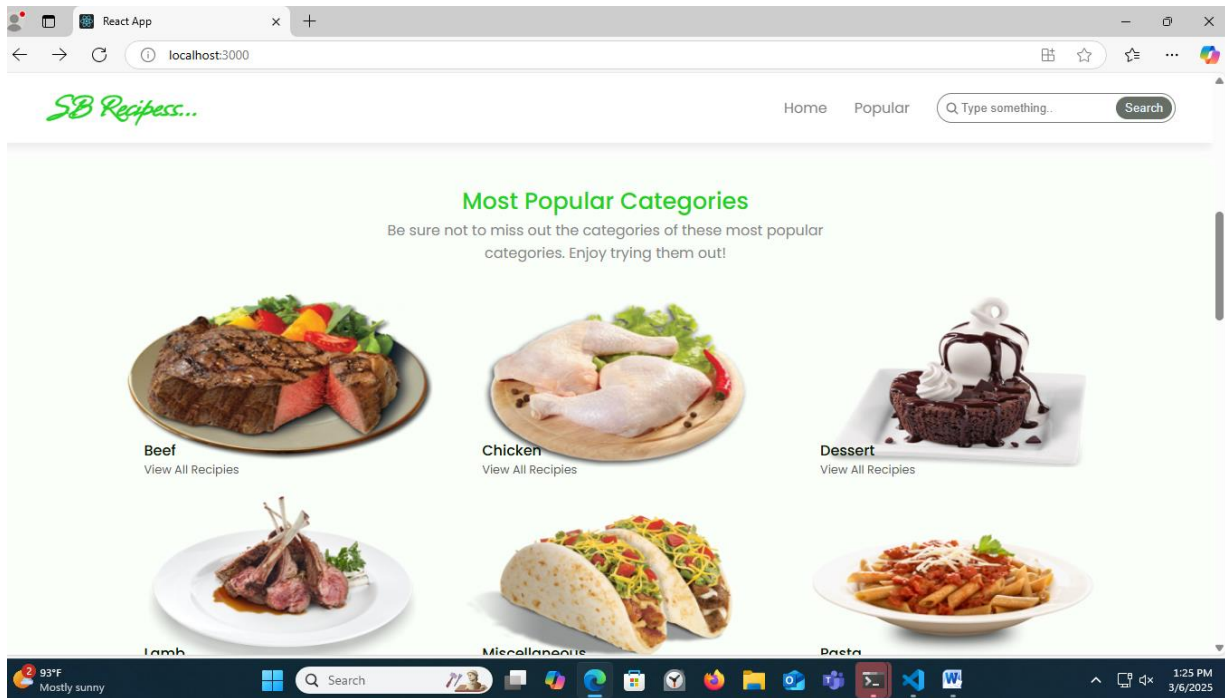 React App
localhost:3000
SB Recipess...
Home
Popular
Type something..
Search
Most Popular Categories
Be sure not to miss out the categories of these most popular
categories. Enjoy trying them out!
Beef
View All Recipies
Chicken
View All Recipies
Dessert
View All Recipies
Lamb
Miscellaneous
Pasta
2
93°F
Mostly sunny
Search
1:25 PM
3/6/2025